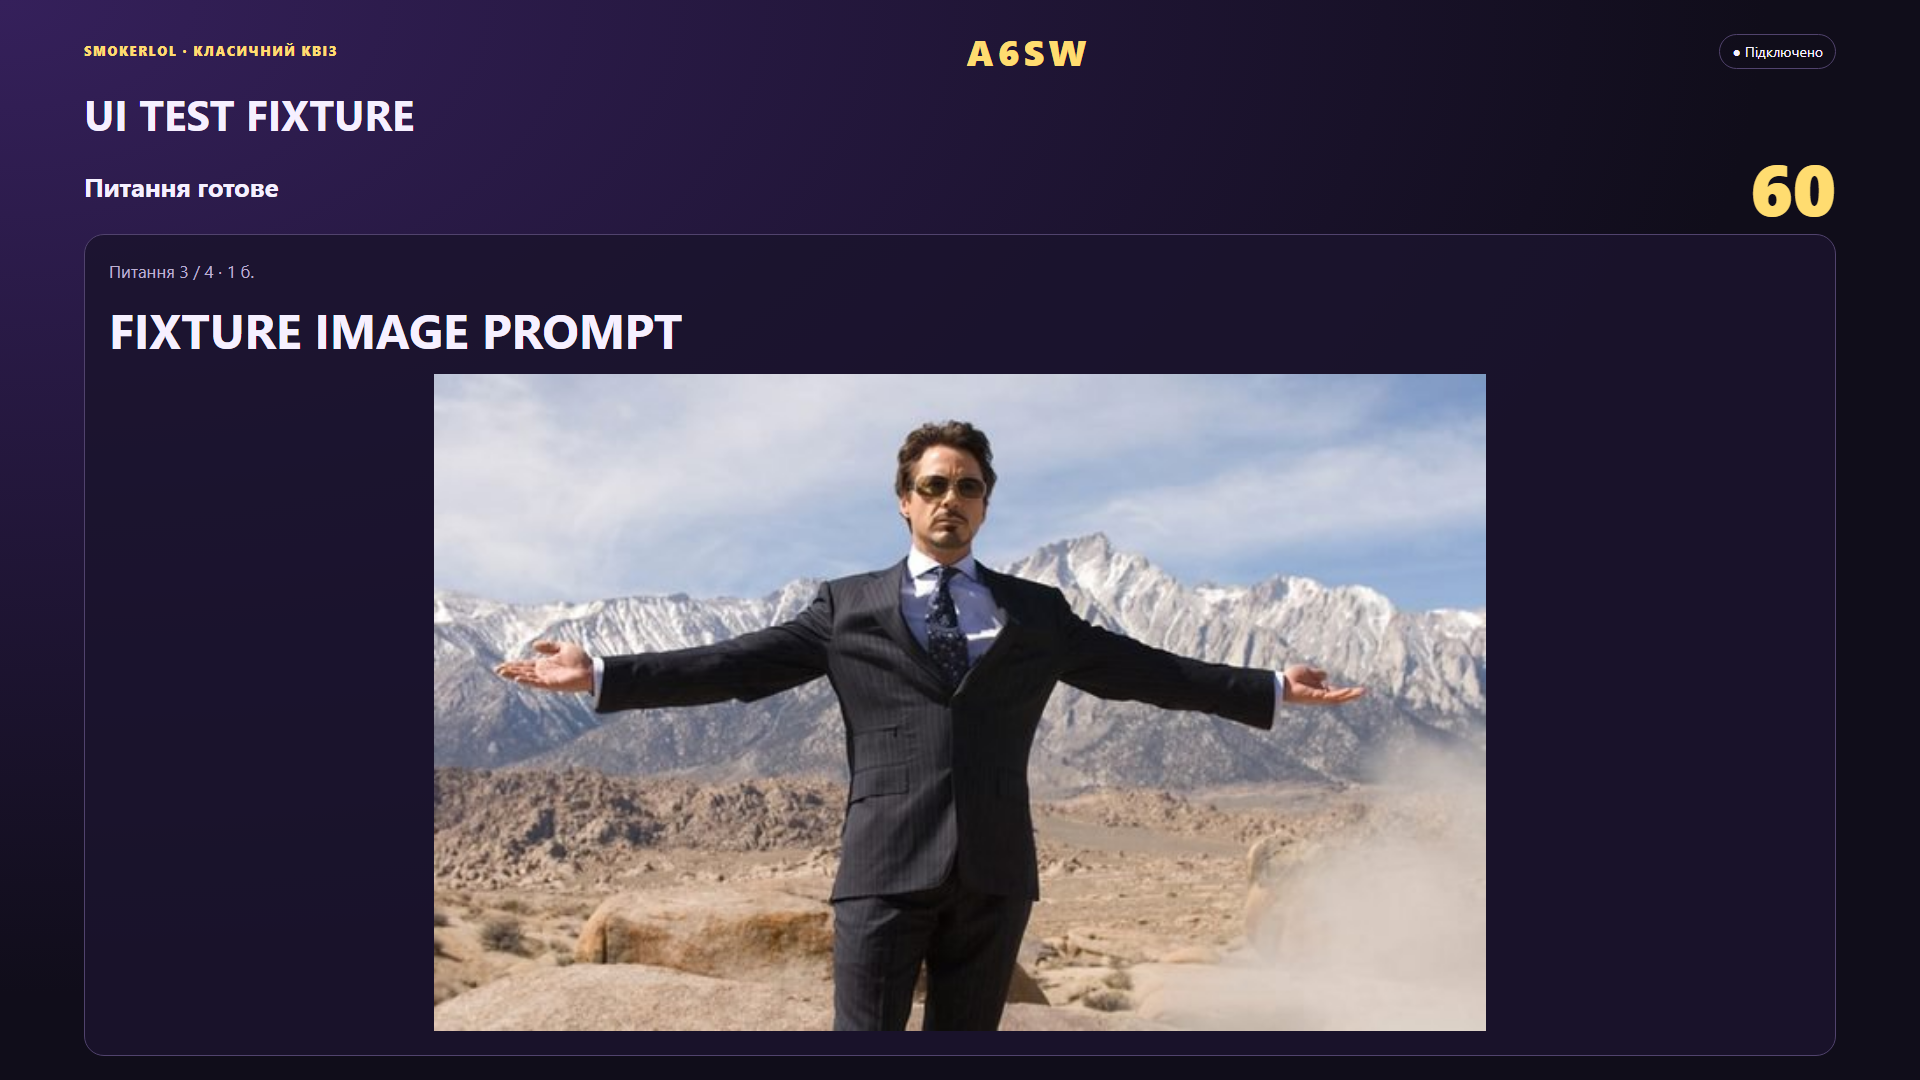 SMOKERLOL · КЛАСИЧНИЙ КВІЗ
A6SW
● Підключено
UI TEST FIXTURE
Питання готове
60
Питання 3 / 4 · 1 б.
FIXTURE IMAGE PROMPT